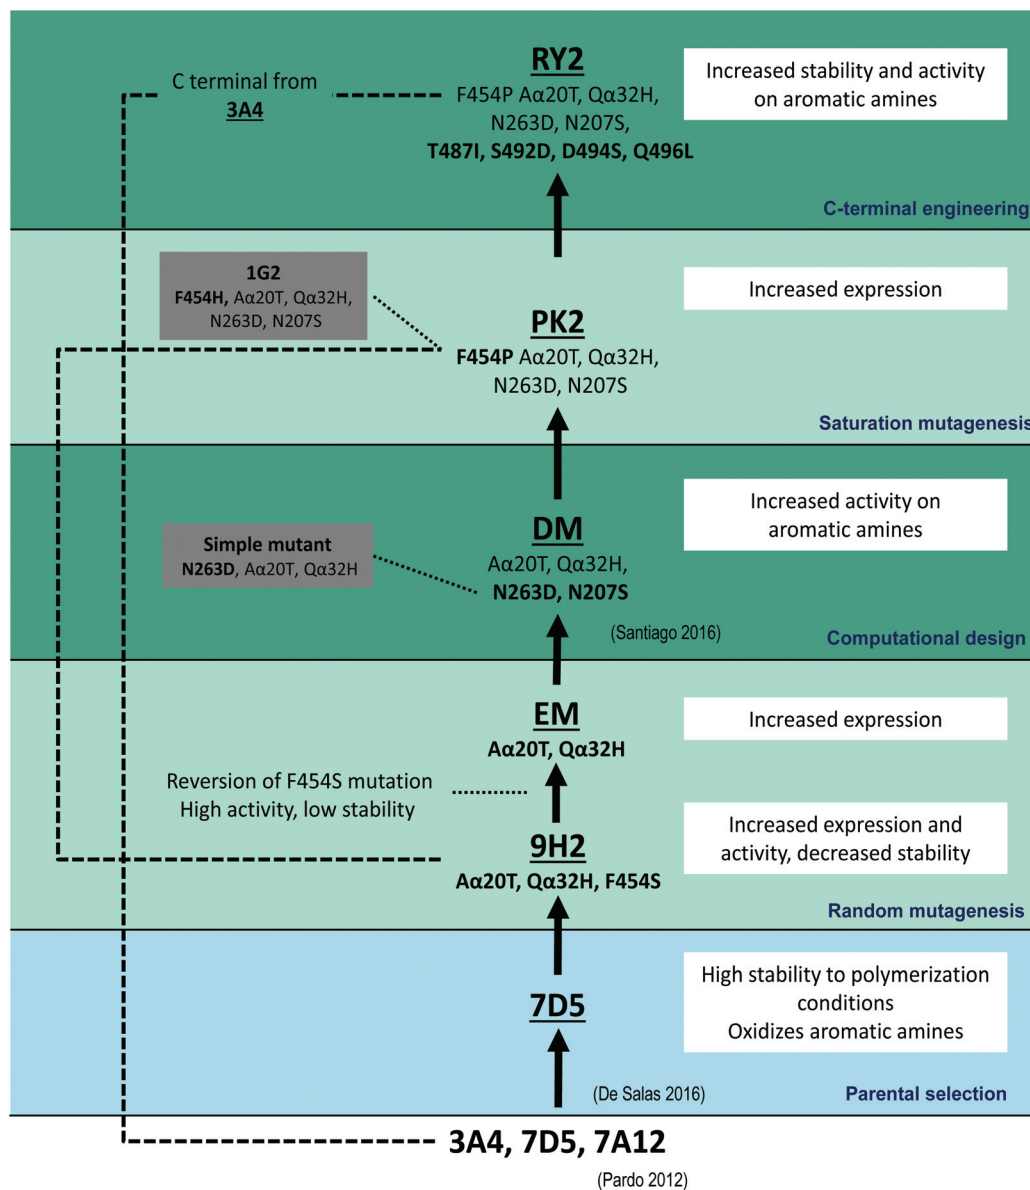 C terminal from
3A4
RY2
F454P Aα20T, Qα32H,
N263D, N207S,
T487I, S492D, D494S, Q496L
Increased stability and activity
on aromatic amines
C-terminal engineering
1G2
F454H, Aα20T, Qα32H,
N263D, N207S
PK2
F454P Aα20T, Qα32H,
N263D, N207S
Increased expression
Saturation mutagenesis
Simple mutant
N263D, Aα20T, Qα32H
DM
Aα20T, Qα32H,
N263D, N207S
(Santiago 2016)
Increased activity on
aromatic amines
Computational design
EM
Aα20T, Qα32H
Increased expression
Reversion of F454S mutation
High activity, low stability
9H2
Aα20T, Qα32H, F454S
Increased expression and
activity, decreased stability
Random mutagenesis
7D5
High stability to polymerization
conditions
Oxidizes aromatic amines
(De Salas 2016)
Parental selection
3A4, 7D5, 7A12
(Pardo 2012)